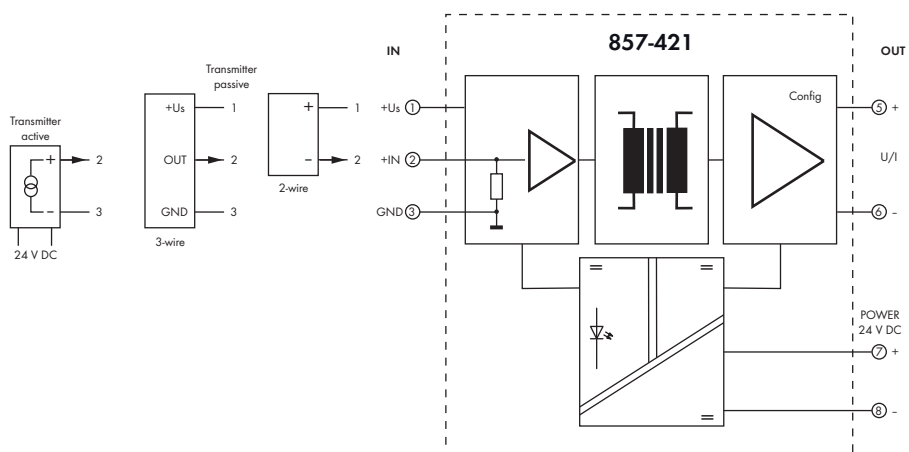 857-421
IN
OUT
Transmitter
passive
Config
+Us
1
+
1
+Us 1
5 +
Transmitter
active
+
2
OUT
2
-
2
+IN 2
U/I
2-wire
-
3
GND
3
GND 3
6 -
3-wire
24 V DC
POWER
24 V DC
7 +
8 -